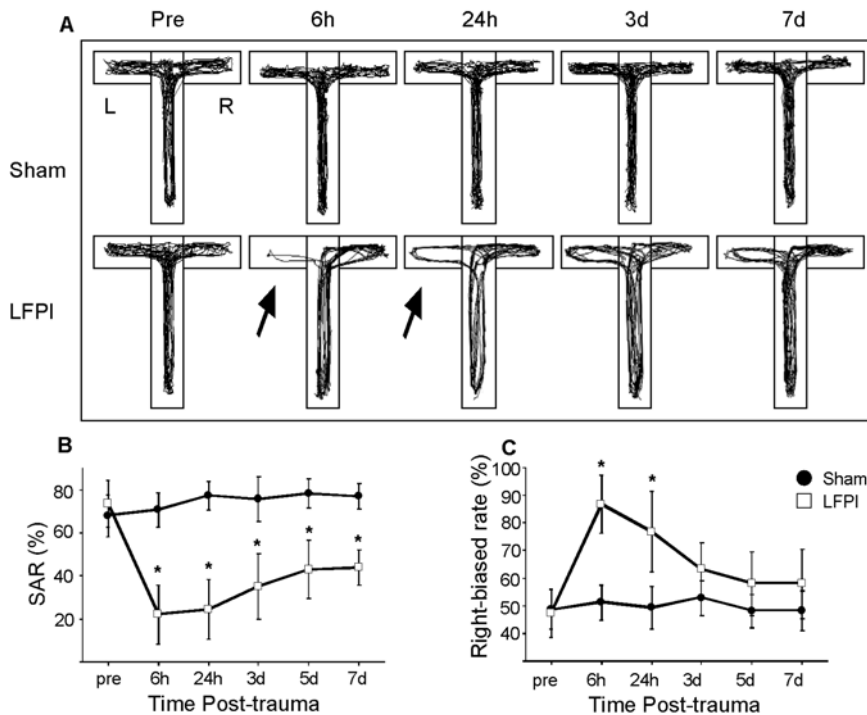 A
Pre 6h 24h 3d 7d
L R
Sham
LFPI
B
80
60
40
20
SAR (%)
* * * * *
pre 6h 24h 3d 5d 7d
Time Post-trauma
C
Sham
LFPI
100
90
80
70
60
50
40
Right-biased rate (%)
* *
pre 6h 24h 3d 5d 7d
Time Post-trauma